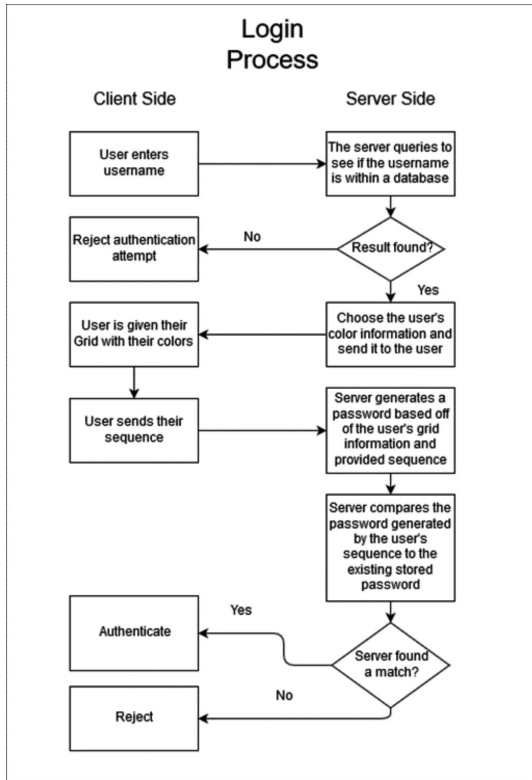 Login
Process
Client Side
Server Side
User enters
username
The server queries to
see if the username
is within a database
Reject authentication
attempt
No
Result found?
Yes
User is given their
Grid with their colors
Choose the user's
color information and
send it to the user
User sends their
sequence
Server generates a
password based off
of the user's grid
information and
provided sequence
Server compares the
password generated
by the user's
sequence to the
existing stored
password
Yes
Authenticate
Server found
a match?
No
Reject